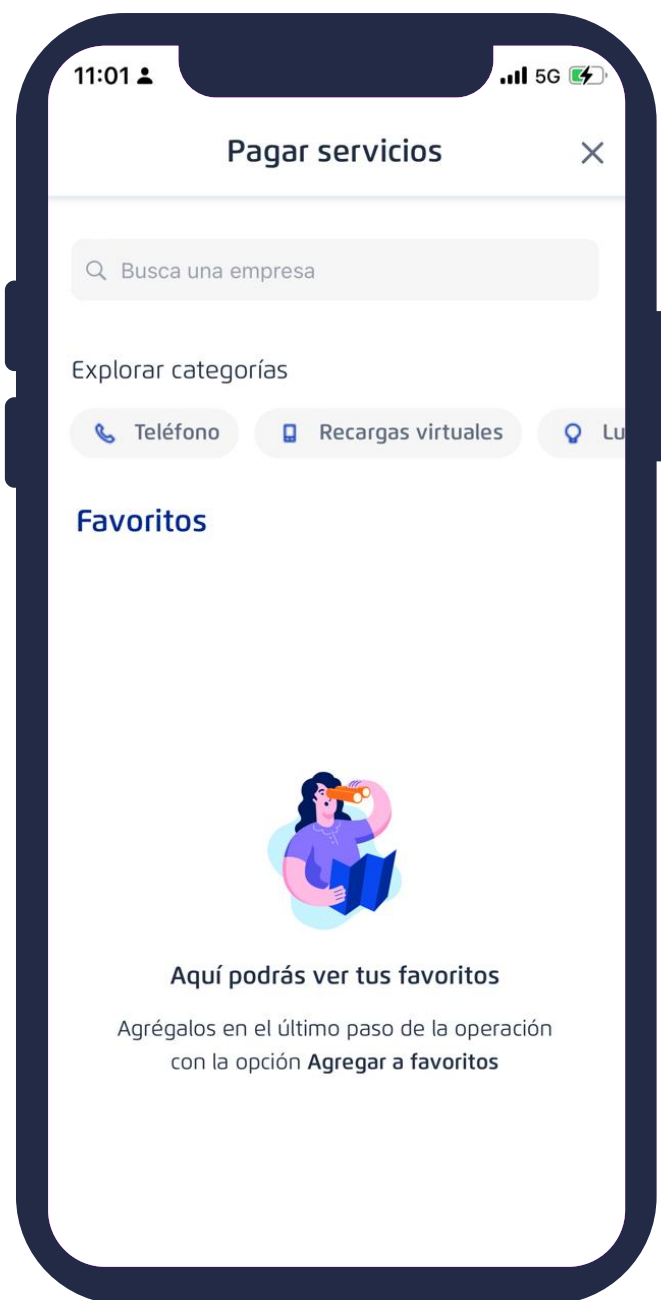 11:01
5G
Pagar servicios
Busca una empresa
Explorar categorías
Teléfono
Recargas virtuales
Lu
Favoritos
Aquí podrás ver tus favoritos
Agrégalos en el último paso de la operación
con la opción Agregar a favoritos